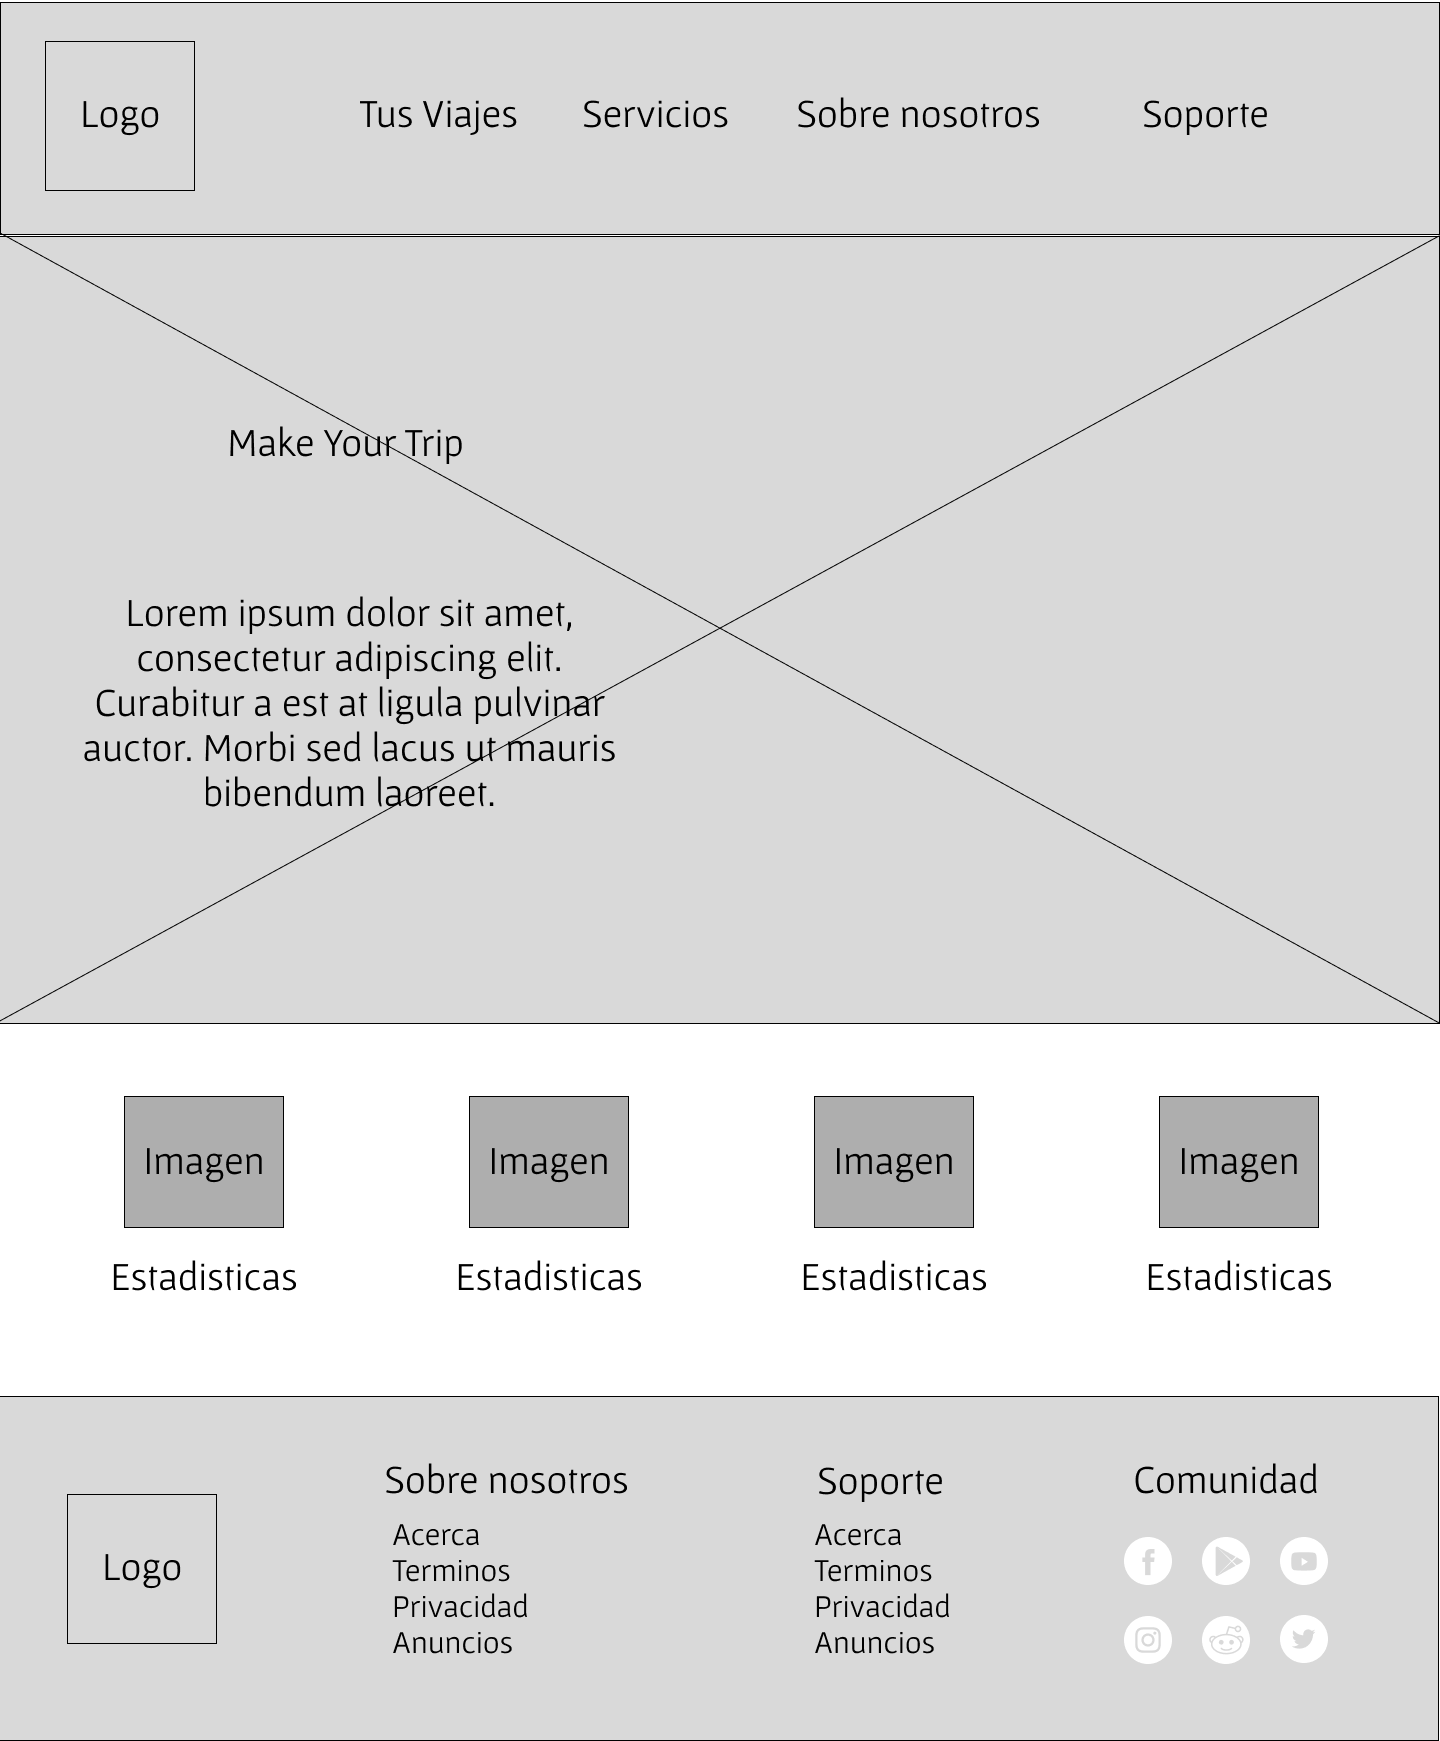 Logo
Tus Viajes
Servicios
Sobre nosotros
Soporte
Make Your Trip
Lorem ipsum dolor sit amet,
consectetur adipiscing elit.
Curabitur a est at ligula pulvinar
auctor. Morbi sed lacus ut mauris
bibendum laoreet.
Imagen
Imagen
Imagen
Imagen
Estadisticas
Estadisticas
Estadisticas
Estadisticas
Logo
Sobre nosotros
Acerca
Terminos
Privacidad
Anuncios
Soporte
Acerca
Terminos
Privacidad
Anuncios
Comunidad